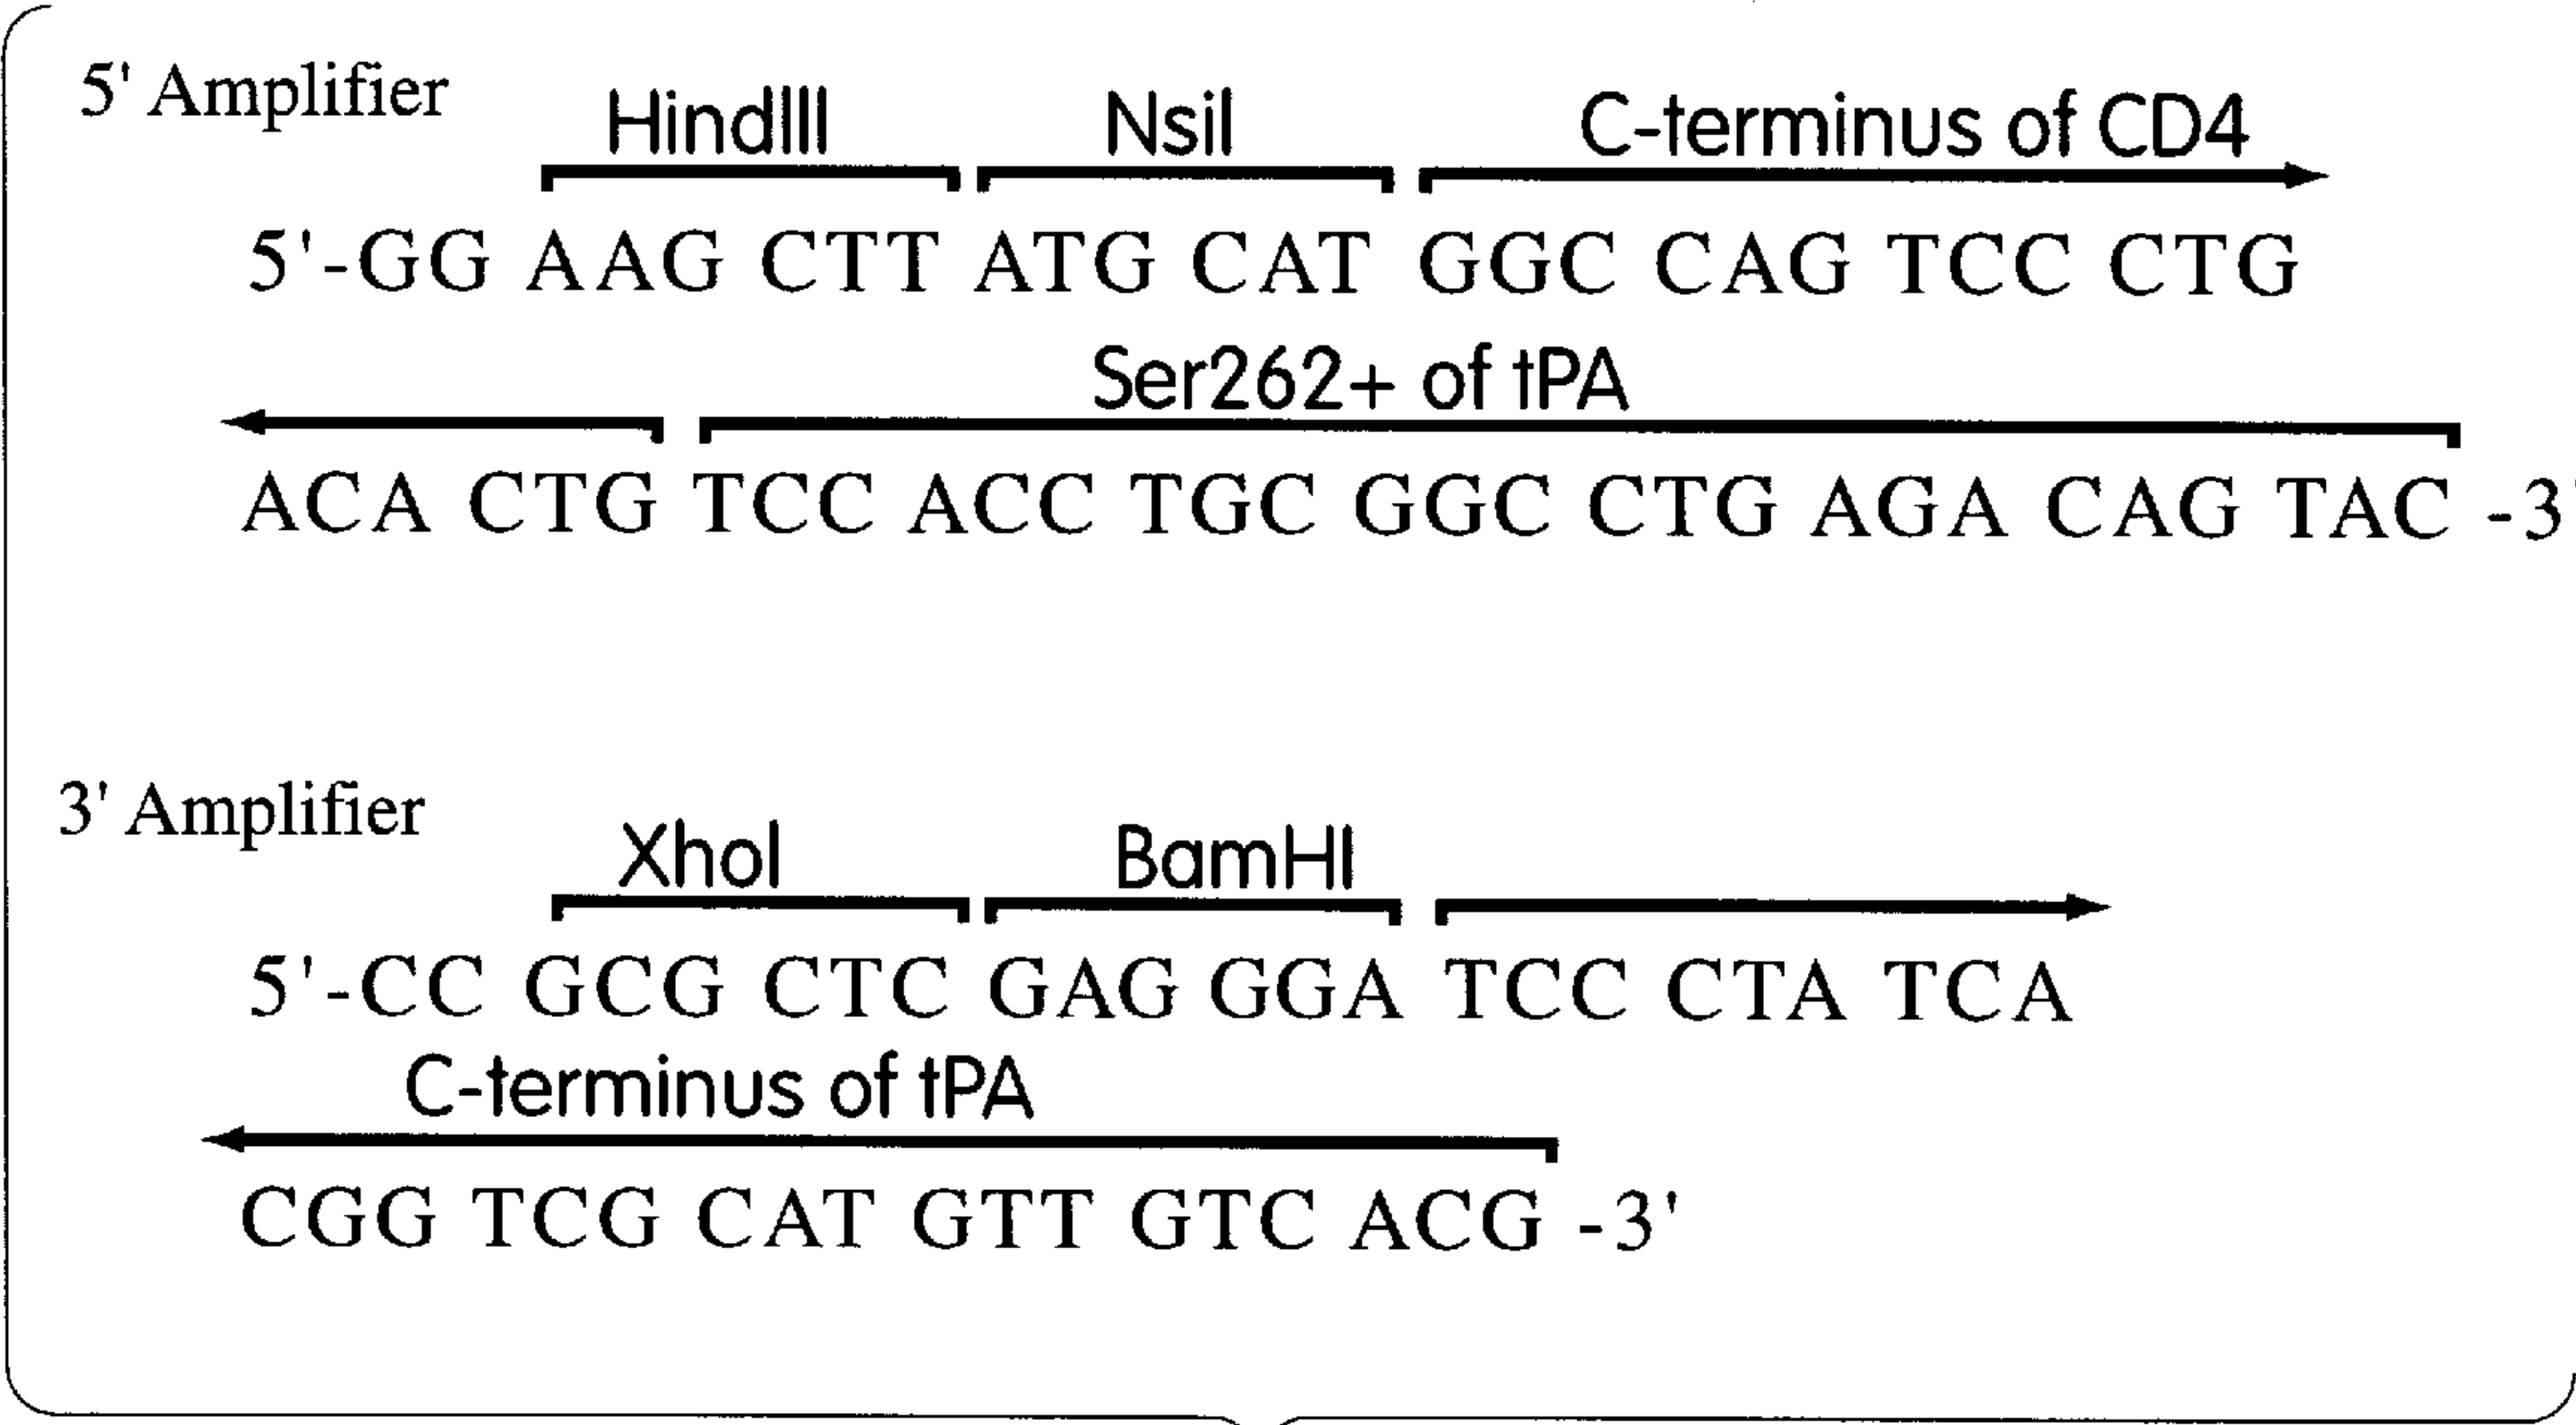 5' Amplifier
HindIII NsiI C-terminus of CD4
5'-GG AAG CTT ATG CAT GGC CAG TCC CTG
Ser262+ of tPA
ACA CTG TCC ACC TGC GGC CTG AGA CAG TAC -3'
3' Amplifier
XhoI BamHI
5'-CC GCG CTC GAG GGA TCC CTA TCA
C-terminus of tPA
CGG TCG CAT GTT GTC ACG -3'